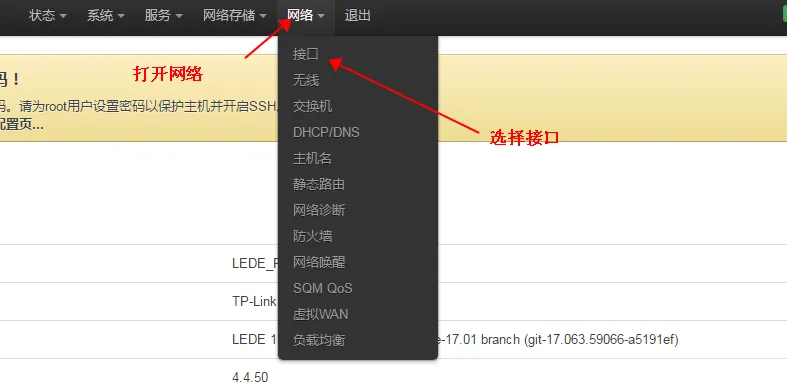 状态 系统 服务 网络存储 网络 退出
打开网络
接口
无线
码！
码。请为root用户设置密码以保护主机并开启SSH
配置页...
交换机
选择接口
DHCP/DNS
主机名
静态路由
网络诊断
防火墙
网络唤醒
SQM QoS
虚拟WAN
负载均衡
LEDE_
TP-Link
LEDE 1
e-17.01 branch (git-17.063.59066-a5191ef)
4.4.50